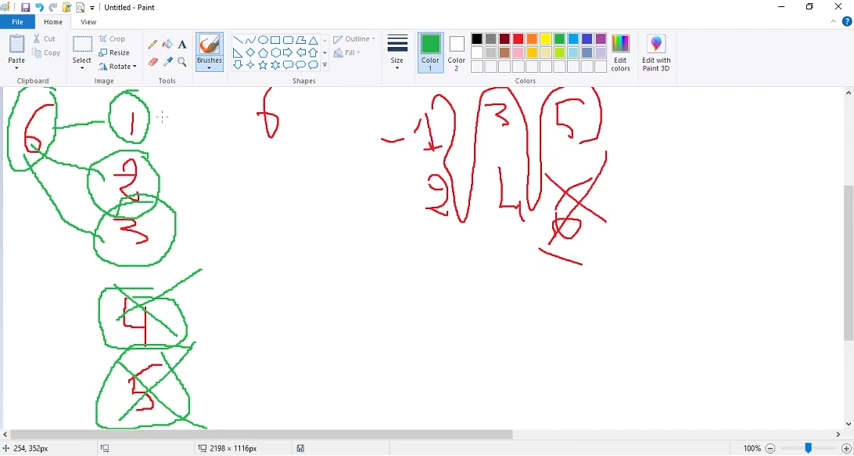 Untitled - Paint
File Home View
Paste Cut Copy Clipboard
Select Crop Resize Rotate Image
A Tools
Brushes
Outline Fill Shapes
Size
Color 1 Color 2 Edit colors Colors
Edit with Paint 3D
6 1 6 -1 3 5
2 2 4 6
3
4
5
254, 352px 2198 × 1116px 100%